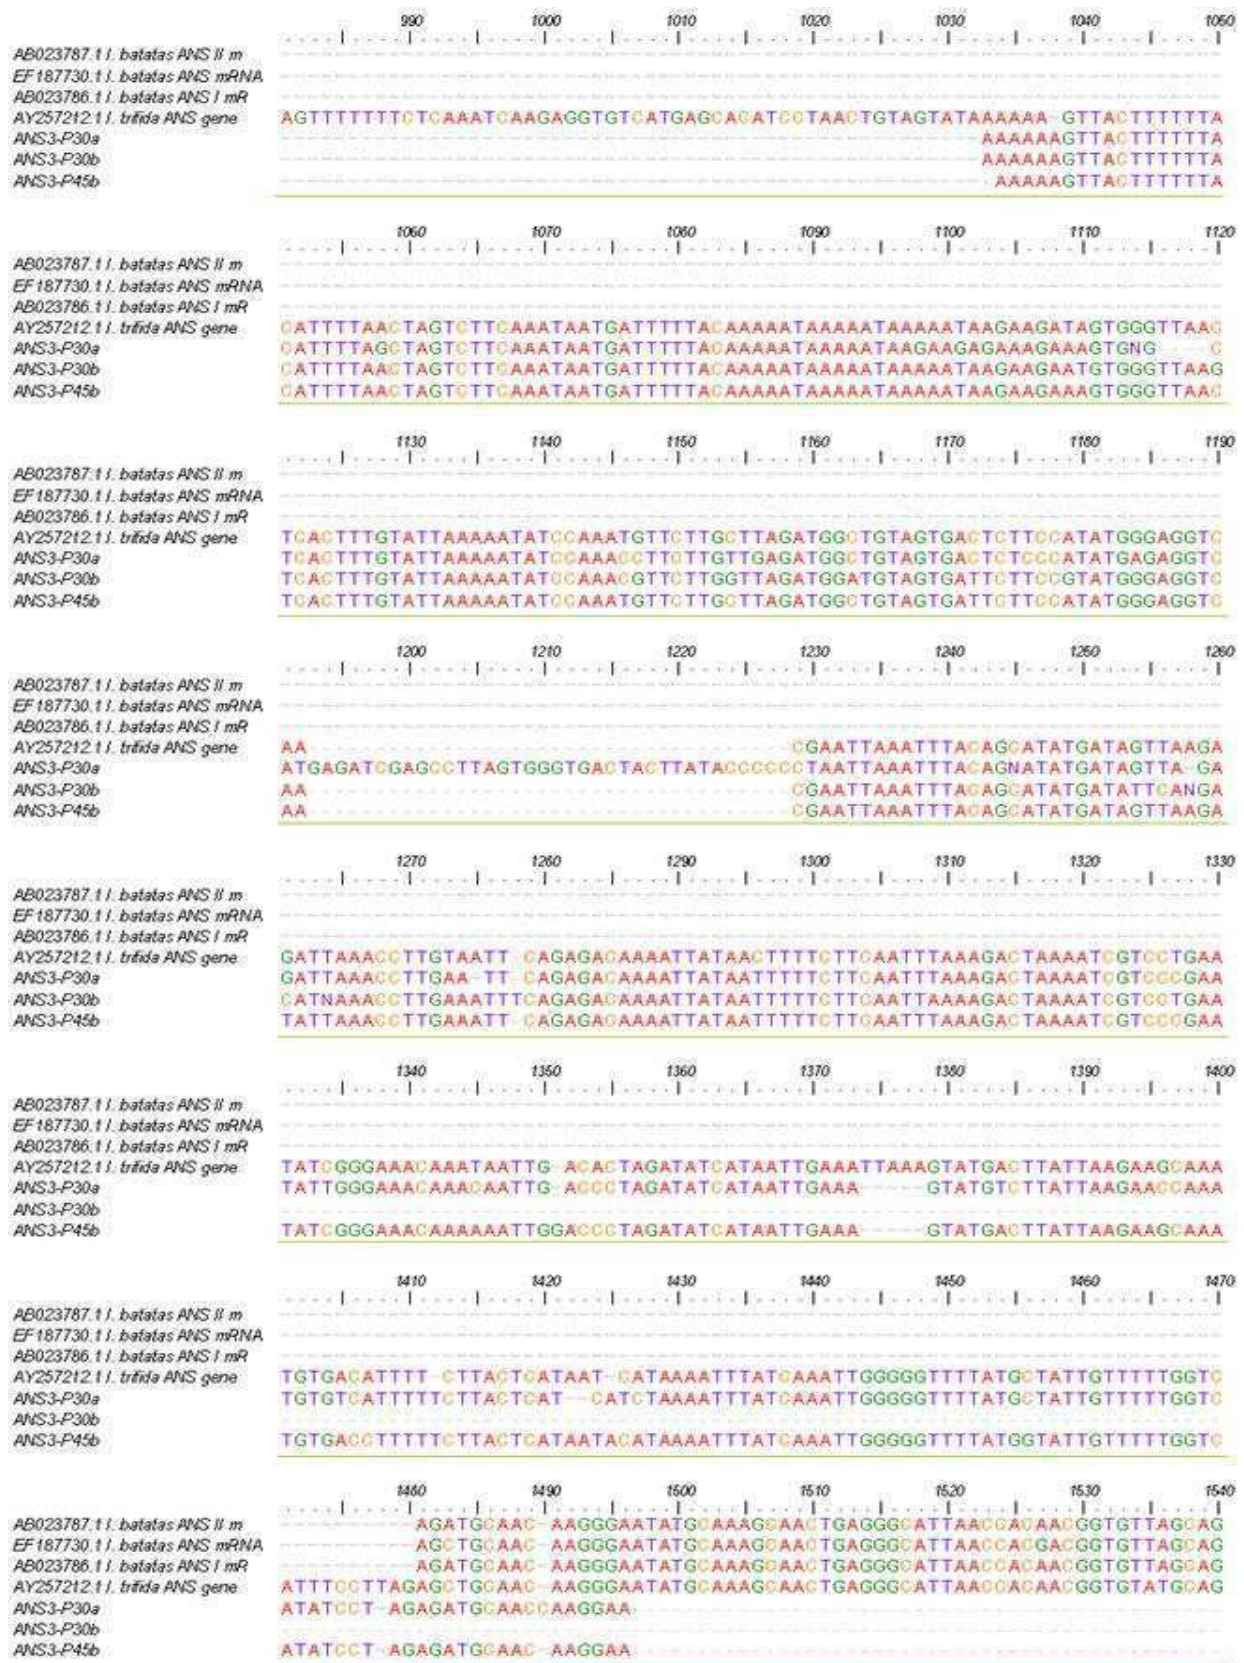 990 1000 1010 1020 1030 1040 1050
AB023787.1 I. batatas ANS II m
EF187730.1 I. batatas ANS mRNA
AB023786.1 I. batatas ANS I mR
AY257212.1 I. trifida ANS gene AGTTTTTTTCTCAAATCAAGAGGTGTCATGAGCACATCCTAACTGTAGTATAAAAAAA-GTTACTTTTTTA
ANS3-P30a AAAAAAGTTACTTTTTTA
ANS3-P30b AAAAAAGTTACTTTTTTA
ANS3-P45b AAAAAGTTACTTTTTTA
1060 1070 1080 1090 1100 1110 1120
AB023787.1 I. batatas ANS II m
EF187730.1 I. batatas ANS mRNA
AB023786.1 I. batatas ANS I mR
AY257212.1 I. trifida ANS gene CATTTTAACTAGTCTTCAAATAATGATTTTTACAAAAATAAAAATAAAAATAAGAAGATAGTGGGTTAAC
ANS3-P30a CATTTTAGCTAGTCTTCAAATAATGATTTTTACAAAAATAAAAATAAGAAGAGAAAGAAAGTGNG---C
ANS3-P30b CATTTTAACTAGTCTTCAAATAATGATTTTTACAAAAATAAAAATAAAAATAAGAAGAATGTGGGTTAAG
ANS3-P45b CATTTTAACTAGTCTTCAAATAATGATTTTTACAAAAATAAAAATAAAAATAAGAAGAAAGTGGGTTAAC
1130 1140 1150 1160 1170 1180 1190
AB023787.1 I. batatas ANS II m
EF187730.1 I. batatas ANS mRNA
AB023786.1 I. batatas ANS I mR
AY257212.1 I. trifida ANS gene TCACTTTGTATTAAAAATATCCAAATGTTCTTGCTTAGATGGCTGTAGTGACTCTTCCATATGGGAGGTC
ANS3-P30a TCACTTTGTATTAAAAATATCCAAACCTTCTTGTTGAGATGGCTGTAGTGACTCTCCCATATGAGAGGTC
ANS3-P30b TCACTTTGTATTAAAAATATCCAAACGTTCTTGGTTAGATGGATGTAGTGATTCTTCCGTATGGGAGGTC
ANS3-P45b TCACTTTGTATTAAAAATATCCAAATGTTCTTGCTTAGATGGCTGTAGTGATTCTTCCATATGGGAGGTC
1200 1210 1220 1230 1240 1250 1260
AB023787.1 I. batatas ANS II m
EF187730.1 I. batatas ANS mRNA
AB023786.1 I. batatas ANS I mR
AY257212.1 I. trifida ANS gene AA CGAATTAAATTTACAGCATATGATAGTTAAGA
ANS3-P30a ATGAGATCGAGCCTTAGTGGGTGACTACTTATACCCCCCTAATTAAATTTACAGNATATGATAGTTA-GA
ANS3-P30b AA CGAATTAAATTTACAGCATATGATATTCANGA
ANS3-P45b AA CGAATTAAATTTACAGCATATGATAGTTAAGA
1270 1280 1290 1300 1310 1320 1330
AB023787.1 I. batatas ANS II m
EF187730.1 I. batatas ANS mRNA
AB023786.1 I. batatas ANS I mR
AY257212.1 I. trifida ANS gene GATTAAACCTTGTAATT-CAGAGACAAAATTATAACTTTTCTTCAATTTAAAGACTAAAATCGTCCTGAA
ANS3-P30a GATTAAACCTTGAA-TT-CAGAGACAAAATTATAATTTTTCTTCAATTTAAAGACTAAAATCGTCCCGAA
ANS3-P30b CATNAAACCTTGAAATTTCAGAGACAAAATTATAATTTTTCTTCAATTAAAAGACTAAAATCGTCCTGAA
ANS3-P45b TATTAAACCTTGAAATT-CAGAGACAAAATTATAATTTTTCTTCAATTTAAAGACTAAAATCGTCCCGAA
1340 1350 1360 1370 1380 1390 1400
AB023787.1 I. batatas ANS II m
EF187730.1 I. batatas ANS mRNA
AB023786.1 I. batatas ANS I mR
AY257212.1 I. trifida ANS gene TATCGGGAAACAAATAATTG-ACACTAGATATCATAATTGAAATTAAAGTATGACTTATTAAGAAGCAAA
ANS3-P30a TATTGGGAAACAAACAATTG-ACCCTAGATATCATAATTGAAA-----GTATGTCTTATTAAGAACCAAA
ANS3-P30b
ANS3-P45b TATCGGGAAACAAAAAATTGGACCCTAGATATCATAATTGAAA-----GTATGACTTATTAAGAAGCAAA
1410 1420 1430 1440 1450 1460 1470
AB023787.1 I. batatas ANS II m
EF187730.1 I. batatas ANS mRNA
AB023786.1 I. batatas ANS I mR
AY257212.1 I. trifida ANS gene TGTGACATTTT-CTTACTCATAAT-CATAAAATTTATCAAATTGGGGGTTTTATGCTATTGTTTTTGGTC
ANS3-P30a TGTGTCATTTTTCTTACTCAT--CATCTAAAATTTATCAAATTGGGGGTTTTATGCTATTGTTTTTGGTC
ANS3-P30b
ANS3-P45b TGTGACCTTTTTCTTACTCATAATACATAAAATTTATCAAATTGGGGGTTTTATGGTATTGTTTTTGGTC
1480 1490 1500 1510 1520 1530 1540
AB023787.1 I. batatas ANS II m AGATGCAAC-AAGGGAATATGCAAAGCAACTGAGGGCATTAACCACAACGGTGTTAGCAG
EF187730.1 I. batatas ANS mRNA AGCTGCAAC-AAGGGAATATGCAAAGCAACTGAGGGCATTAACCACGACGGTGTTAGCAG
AB023786.1 I. batatas ANS I mR AGATGCAAC-AAGGGAATATGCAAAGCAACTGAGGGCATTAACCACAACGGTGTTAGCAG
AY257212.1 I. trifida ANS gene ATTTCCTTAGAGCTGCAAC-AAGGGAATATGCAAAGCAACTGAGGGCATTAACCACAACGGTGTATGCAG
ANS3-P30a ATATCCT-AGAGATGCAACCAAGGAA
ANS3-P30b
ANS3-P45b ATATCCT-AGAGATGCAAC-AAGGAA